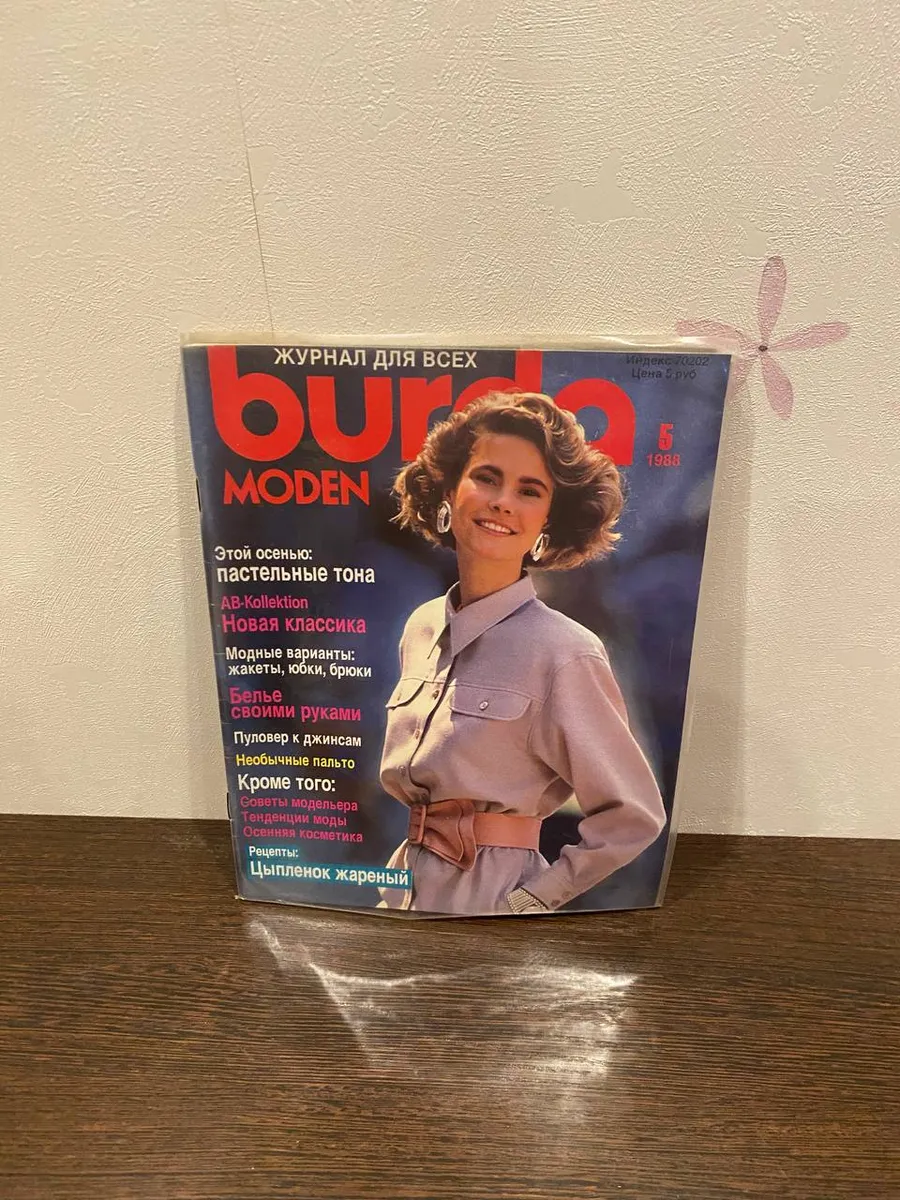 ЖУРНАЛ ДЛЯ ВСЕХ
Индекс 70202
Цена 5 руб
burda
5
1988
MODEN
Этой осенью:
пастельные тона
AB-Kollektion
Новая классика
Модные варианты:
жакеты, юбки, брюки
Белье
своими руками
Пуловер к джинсам
Необычные пальто
Кроме того:
Советы модельера
Тенденции моды
Осенняя косметика
Рецепты:
Цыпленок жареный